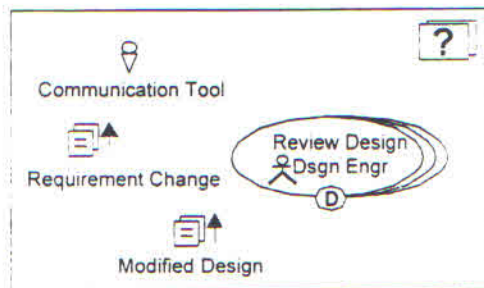 ?
Communication Tool
Review Design
Dsgn Engr
Requirement Change
D
Modified Design